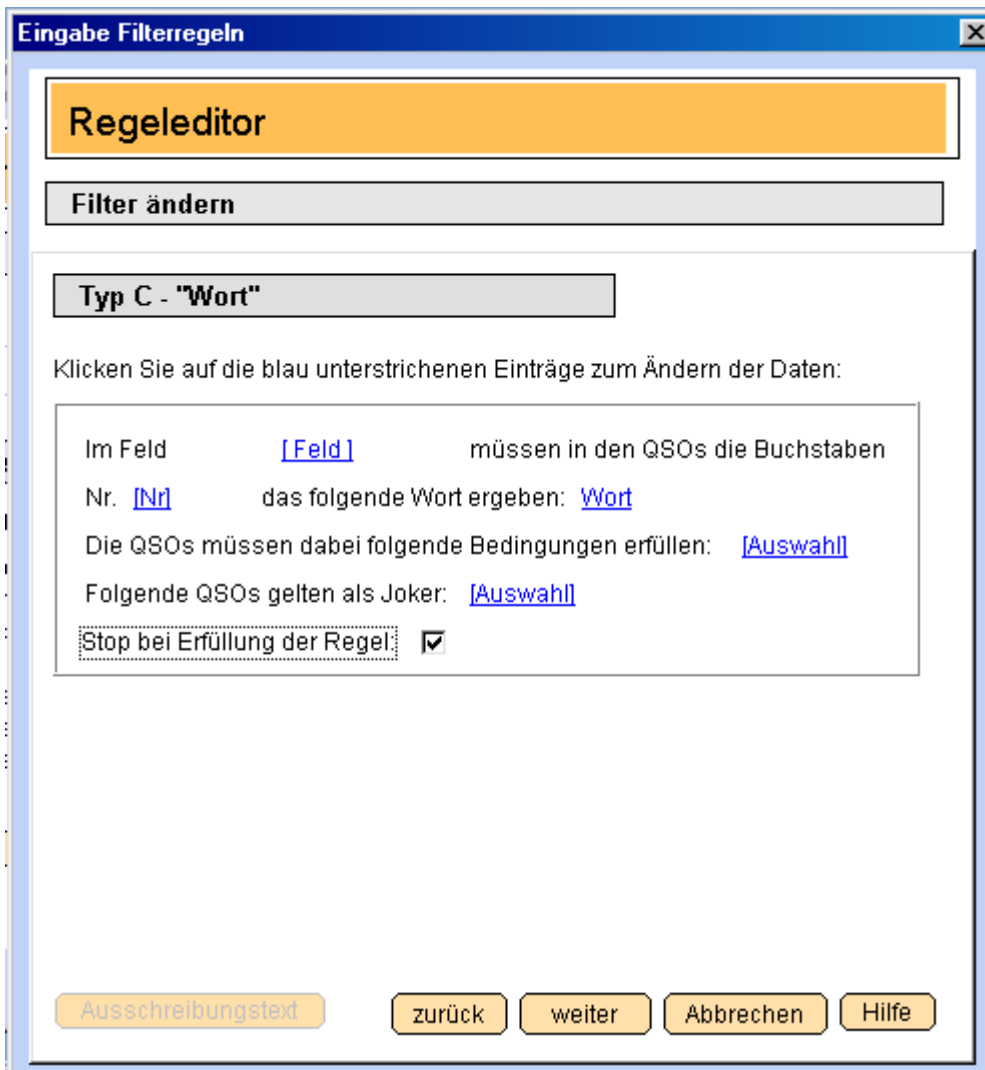 Eingabe Filterregeln
Regeleditor
Filter ändern
Typ C - "Wort"
Klicken Sie auf die blau unterstrichenen Einträge zum Ändern der Daten:
Im Feld [ Feld ] müssen in den QSOs die Buchstaben
Nr. [Nr] das folgende Wort ergeben: Wort
Die QSOs müssen dabei folgende Bedingungen erfüllen: [Auswahl]
Folgende QSOs gelten als Joker: [Auswahl]
Stop bei Erfüllung der Regel:
Ausschreibungstext zurück weiter Abbrechen Hilfe